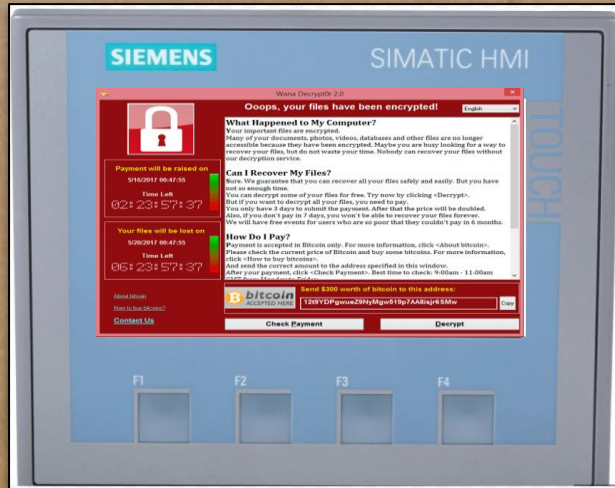 SIEMENS
SIMATIC HMI
TOUCH
Wana Decrypt0r 2.0
Ooops, your files have been encrypted!
English
What Happened to My Computer?
Your important files are encrypted.
Many of your documents, photos, videos, databases and other files are no longer
accessible because they have been encrypted. Maybe you are busy looking for a way to
recover your files, but do not waste your time. Nobody can recover your files without
our decryption service.
Can I Recover My Files?
Sure. We guarantee that you can recover all your files safely and easily. But you have
not so enough time.
You can decrypt some of your files for free. Try now by clicking <Decrypt>.
But if you want to decrypt all your files, you need to pay.
You only have 3 days to submit the payment. After that the price will be doubled.
Also, if you don't pay in 7 days, you won't be able to recover your files forever.
We will have free events for users who are so poor that they couldn't pay in 6 months.
How Do I Pay?
Payment is accepted in Bitcoin only. For more information, click <About bitcoin>.
Please check the current price of Bitcoin and buy some bitcoins. For more information,
click <How to buy bitcoins>.
And send the correct amount to the address specified in this window.
After your payment, click <Check Payment>. Best time to check: 9:00am - 11:00am
Payment will be raised on
5/16/2017 00:47:55
Time Left
02:23:57:37
Your files will be lost on
5/20/2017 00:47:55
Time Left
06:23:57:37
About bitcoin
How to buy bitcoins?
Contact Us
bitcoin
ACCEPTED HERE
Send $300 worth of bitcoin to this address:
12t9YDPgwueZ9NyMgw519p7AA8isjr6SMw
Copy
Check Payment
Decrypt
F1
F2
F3
F4